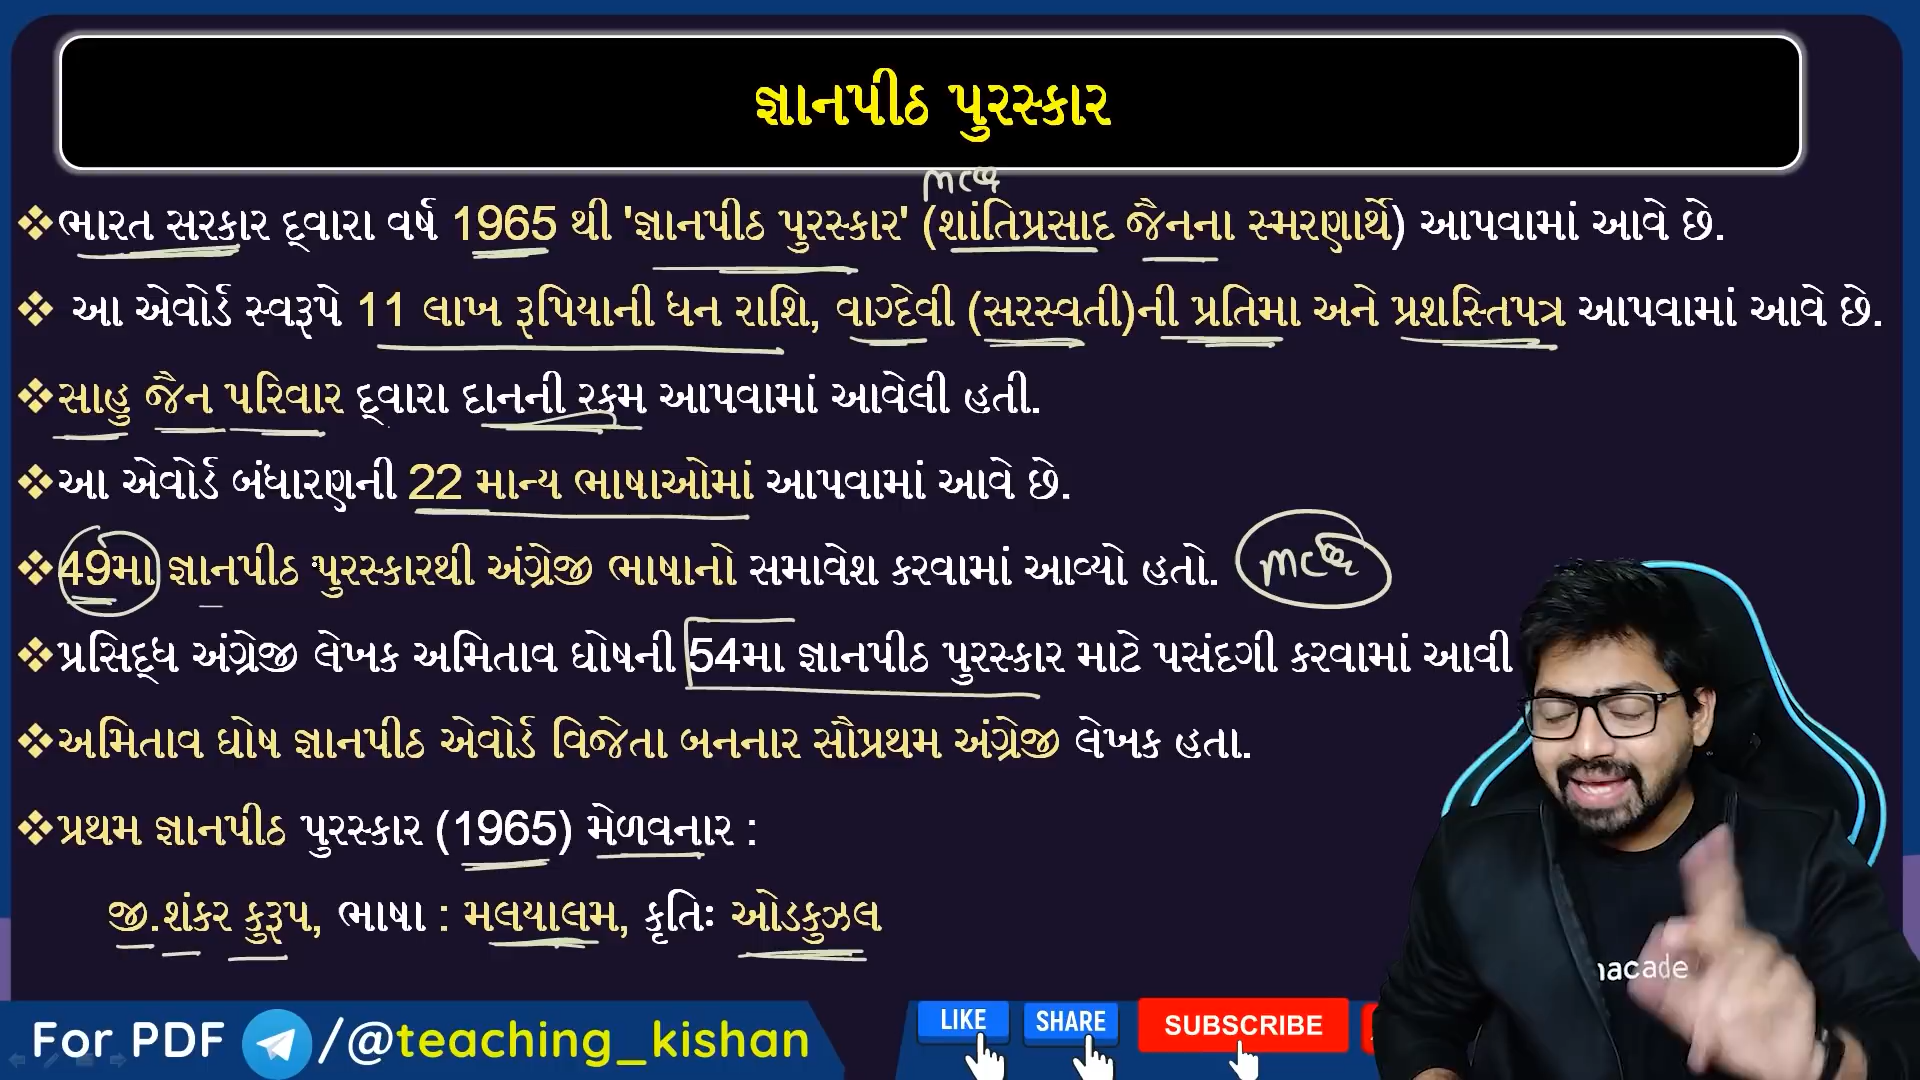 જ્ઞાનપીઠ પુરસ્કાર
mcq
❖ભારત સરકાર દ્વારા વર્ષ 1965 થી 'જ્ઞાનપીઠ પુરસ્કાર' (શાંતિપ્રસાદ જૈનના સ્મરણાર્થે) આપવામાં આવે છે.
❖ આ એવોર્ડ સ્વરૂપે 11 લાખ રૂપિયાની ધન રાશિ, વાગ્દેવી (સરસ્વતી)ની પ્રતિમા અને પ્રશસ્તિપત્ર આપવામાં આવે છે.
❖સાહુ જૈન પરિવાર દ્વારા દાનની રકમ આપવામાં આવેલી હતી.
❖આ એવોર્ડ બંધારણની 22 માન્ય ભાષાઓમાં આપવામાં આવે છે.
❖49મા જ્ઞાનપીઠ પુરસ્કારથી અંગ્રેજી ભાષાનો સમાવેશ કરવામાં આવ્યો હતો. mcq
❖પ્રસિદ્ધ અંગ્રેજી લેખક અમિતાવ ઘોષની 54મા જ્ઞાનપીઠ પુરસ્કાર માટે પસંદગી કરવામાં આવી
❖અમિતાવ ઘોષ જ્ઞાનપીઠ એવોર્ડ વિજેતા બનનાર સૌપ્રથમ અંગ્રેજી લેખક હતા.
❖પ્રથમ જ્ઞાનપીઠ પુરસ્કાર (1965) મેળવનાર :
જી.શંકર કુરૂપ, ભાષા : મલયાલમ, કૃતિઃ ઓડકુઝલ
For PDF /@teaching_kishan
LIKE SHARE SUBSCRIBE